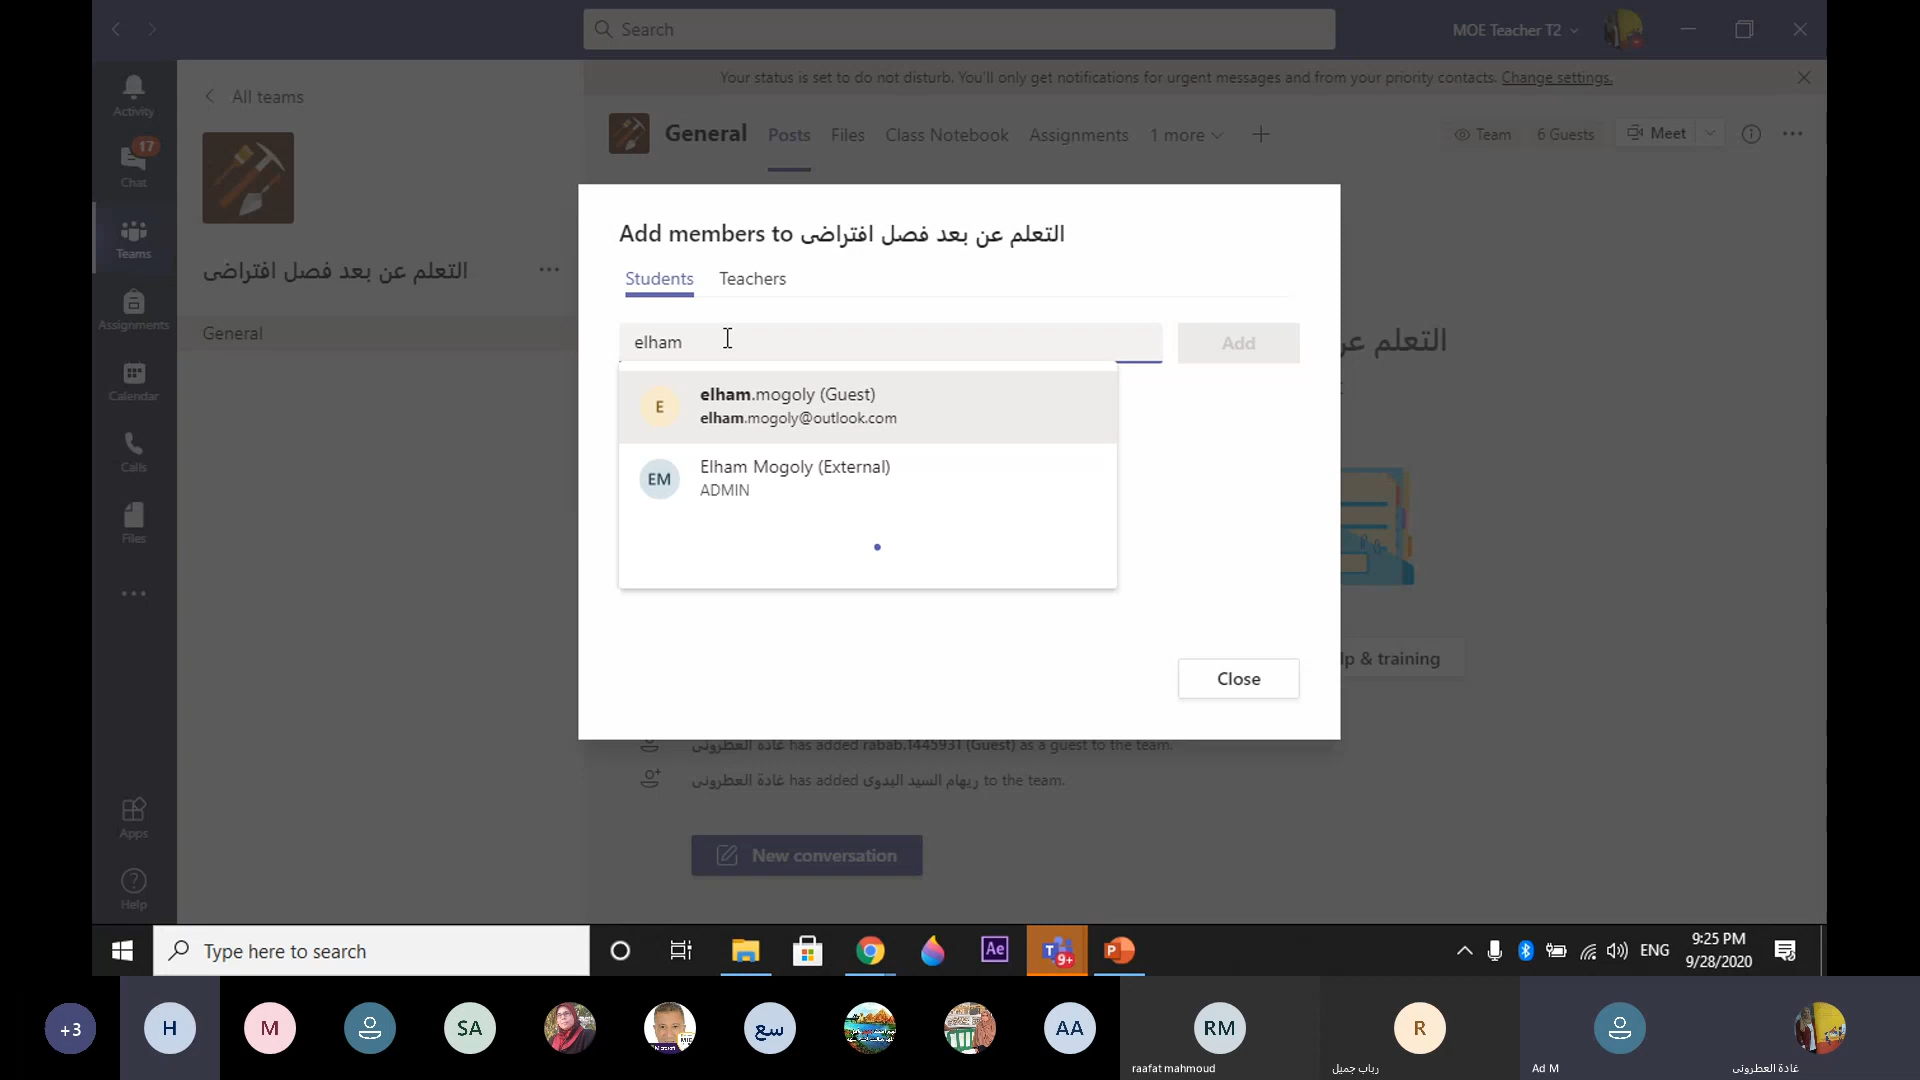 Search
MOE Teacher T2
Your status is set to do not disturb. You'll only get notifications for urgent messages and from your priority contacts. Change settings.
Activity
17
Chat
Teams
Assignments
Calendar
Calls
Files
Apps
Help
All teams
التعلم عن بعد فصل افتراضى
General
General
Posts
Files
Class Notebook
Assignments
1 more
Team
6 Guests
Meet
Add members to التعلم عن بعد فصل افتراضى
Students
Teachers
elham
Add
elham.mogoly (Guest)
elham.mogoly@outlook.com
E
Elham Mogoly (External)
ADMIN
EM
Close
التعلم عن
lp & training
غادة العطرونى has added rabab.1445931 (Guest) as a guest to the team.
غادة العطرونى has added ريهام السيد البدوى to the team.
New conversation
Type here to search
Ae
9+
ENG
9:25 PM
9/28/2020
+3
H
M
SA
سع
AA
RM
raafat mahmoud
R
رباب جميل
Ad M
غادة العطرونى